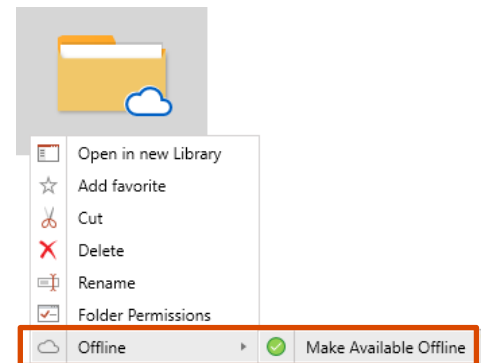 Open in new Library
Add favorite
Cut
Delete
Rename
Folder Permissions
Offline
Make Available Offline